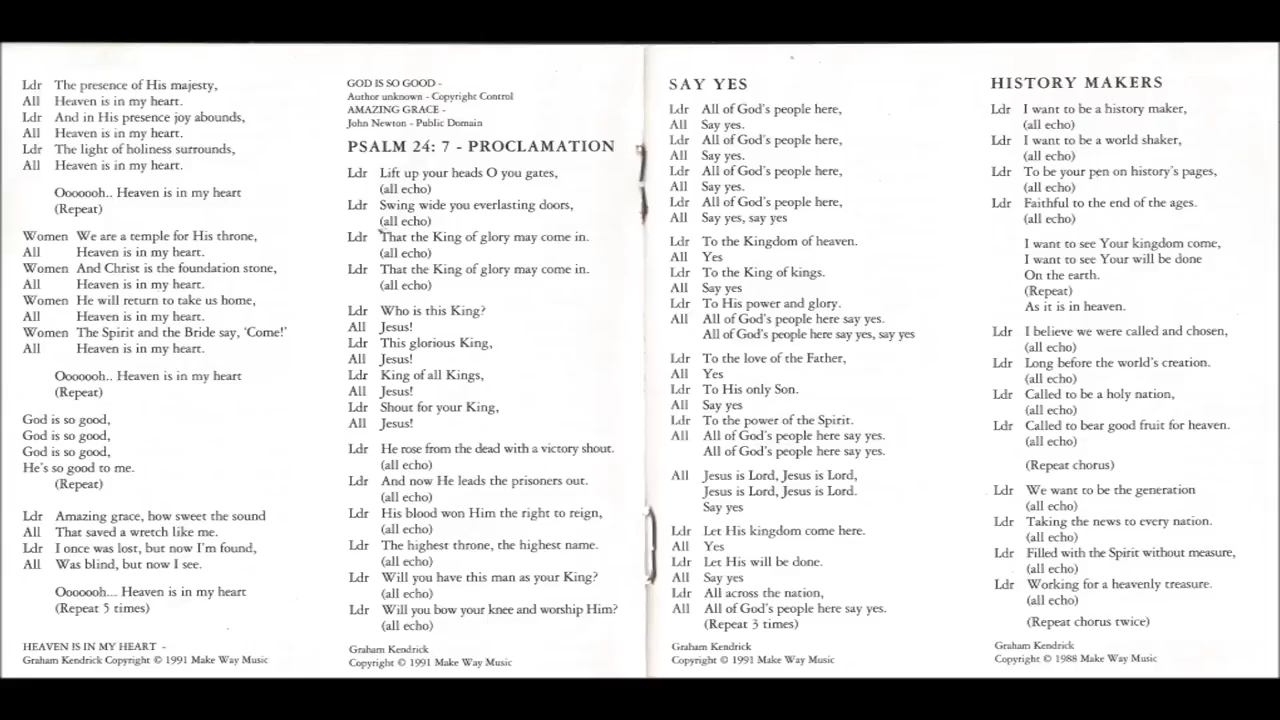 Ldr The presence of His majesty,
All Heaven is in my heart.
Ldr And in His presence joy abounds,
All Heaven is in my heart.
Ldr The light of holiness surrounds,
All Heaven is in my heart.
Ooooooh.. Heaven is in my heart
(Repeat)
Women We are a temple for His throne,
All Heaven is in my heart.
Women And Christ is the foundation stone,
All Heaven is in my heart.
Women He will return to take us home,
All Heaven is in my heart.
Women The Spirit and the Bride say, 'Come!'
All Heaven is in my heart.
Ooooooh.. Heaven is in my heart
(Repeat)
God is so good,
God is so good,
God is so good,
He's so good to me.
(Repeat)
Ldr Amazing grace, how sweet the sound
All That saved a wretch like me.
Ldr I once was lost, but now I'm found,
All Was blind, but now I see.
Ooooooh... Heaven is in my heart
(Repeat 5 times)
HEAVEN IS IN MY HEART -
Graham Kendrick Copyright © 1991 Make Way Music
GOD IS SO GOOD -
Author unknown - Copyright Control
AMAZING GRACE -
John Newton - Public Domain
PSALM 24: 7 - PROCLAMATION
Ldr Lift up your heads O you gates,
(all echo)
Ldr Swing wide you everlasting doors,
(all echo)
Ldr That the King of glory may come in.
(all echo)
Ldr That the King of glory may come in.
(all echo)
Ldr Who is this King?
All Jesus!
Ldr This glorious King,
All Jesus!
Ldr King of all Kings,
All Jesus!
Ldr Shout for your King,
All Jesus!
Ldr He rose from the dead with a victory shout.
(all echo)
Ldr And now He leads the prisoners out.
(all echo)
Ldr His blood won Him the right to reign,
(all echo)
Ldr The highest throne, the highest name.
(all echo)
Ldr Will you have this man as your King?
(all echo)
Ldr Will you bow your knee and worship Him?
(all echo)
Graham Kendrick
Copyright © 1991 Make Way Music
SAY YES
Ldr All of God's people here,
All Say yes.
Ldr All of God's people here,
All Say yes.
Ldr All of God's people here,
All Say yes.
Ldr All of God's people here,
All Say yes, say yes
Ldr To the Kingdom of heaven.
All Yes
Ldr To the King of kings.
All Say yes
Ldr To His power and glory.
All All of God's people here say yes.
All of God's people here say yes, say yes
Ldr To the love of the Father,
All Yes
Ldr To His only Son.
All Say yes
Ldr To the power of the Spirit.
All All of God's people here say yes.
All of God's people here say yes.
All Jesus is Lord, Jesus is Lord,
Jesus is Lord, Jesus is Lord.
Say yes
Ldr Let His kingdom come here.
All Yes
Ldr Let His will be done.
All Say yes
Ldr All across the nation,
All All of God's people here say yes.
(Repeat 3 times)
Graham Kendrick
Copyright © 1991 Make Way Music
HISTORY MAKERS
Ldr I want to be a history maker,
(all echo)
Ldr I want to be a world shaker,
(all echo)
Ldr To be your pen on history's pages,
(all echo)
Ldr Faithful to the end of the ages.
(all echo)
I want to see Your kingdom come,
I want to see Your will be done
On the earth.
(Repeat)
As it is in heaven.
Ldr I believe we were called and chosen,
(all echo)
Ldr Long before the world's creation.
(all echo)
Ldr Called to be a holy nation,
(all echo)
Ldr Called to bear good fruit for heaven.
(all echo)
(Repeat chorus)
Ldr We want to be the generation
(all echo)
Ldr Taking the news to every nation.
(all echo)
Ldr Filled with the Spirit without measure,
(all echo)
Ldr Working for a heavenly treasure.
(all echo)
(Repeat chorus twice)
Graham Kendrick
Copyright © 1988 Make Way Music